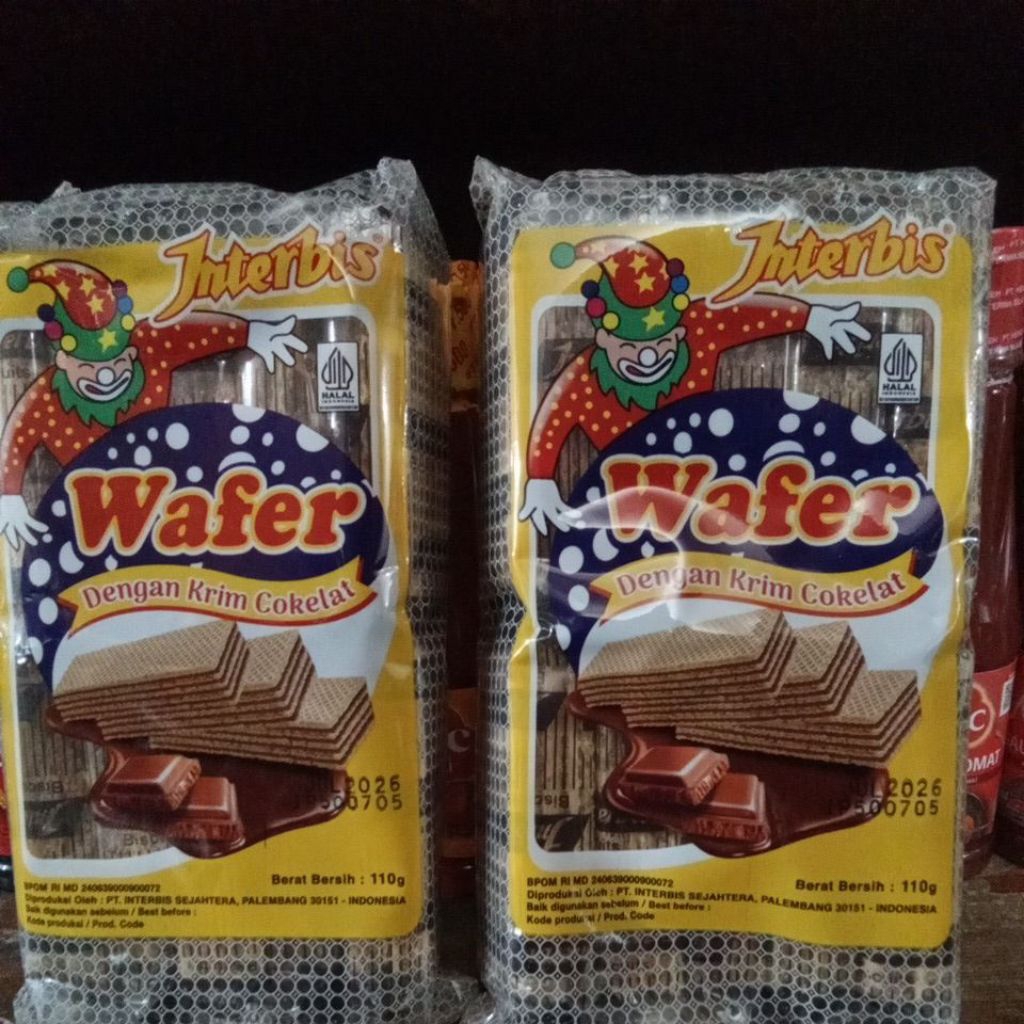 Interbis®
HALAL
INDONESIA
Wafer
Dengan Krim Cokelat
2026
500705
Berat Bersih : 110g
BPOM RI MD 240639000900072
Diproduksi Oleh : PT. INTERBIS SEJAHTERA, PALEMBANG 30151 - INDONESIA
Baik digunakan sebelum / Best before :
Kode produksi / Prod. Code
Interbis®
HALAL
INDONESIA
Wafer
Dengan Krim Cokelat
2026
500705
Berat Bersih : 110g
BPOM RI MD 240639000900072
Diproduksi Oleh : PT. INTERBIS SEJAHTERA, PALEMBANG 30151 - INDONESIA
Baik digunakan sebelum / Best before :
Kode produksi / Prod. Code
C
OMAT